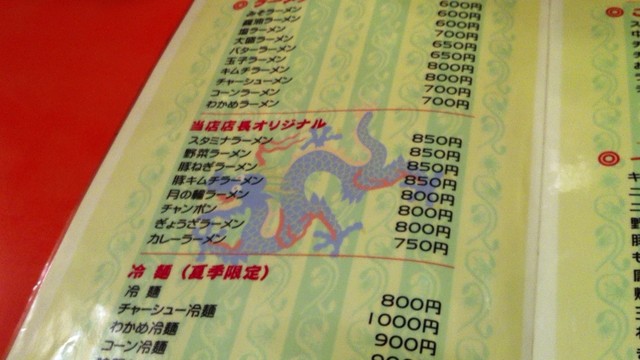 ラーメン
みそラーメン 600円
醤油ラーメン 600円
塩ラーメン 600円
大盛ラーメン 700円
バターラーメン 650円
玉子ラーメン 650円
キムチラーメン 800円
チャーシューメン 800円
コーンラーメン 700円
わかめラーメン 700円
当店店長オリジナル
スタミナラーメン 850円
野菜ラーメン 850円
豚ねぎラーメン 850円
豚キムチラーメン 850円
月の輪ラーメン 800円
チャンポン 800円
ぎょうざラーメン 800円
カレーラーメン 750円
冷麺（夏季限定）
冷麺 800円
チャーシュー冷麺 1000円
わかめ冷麺 900円
コーン冷麺